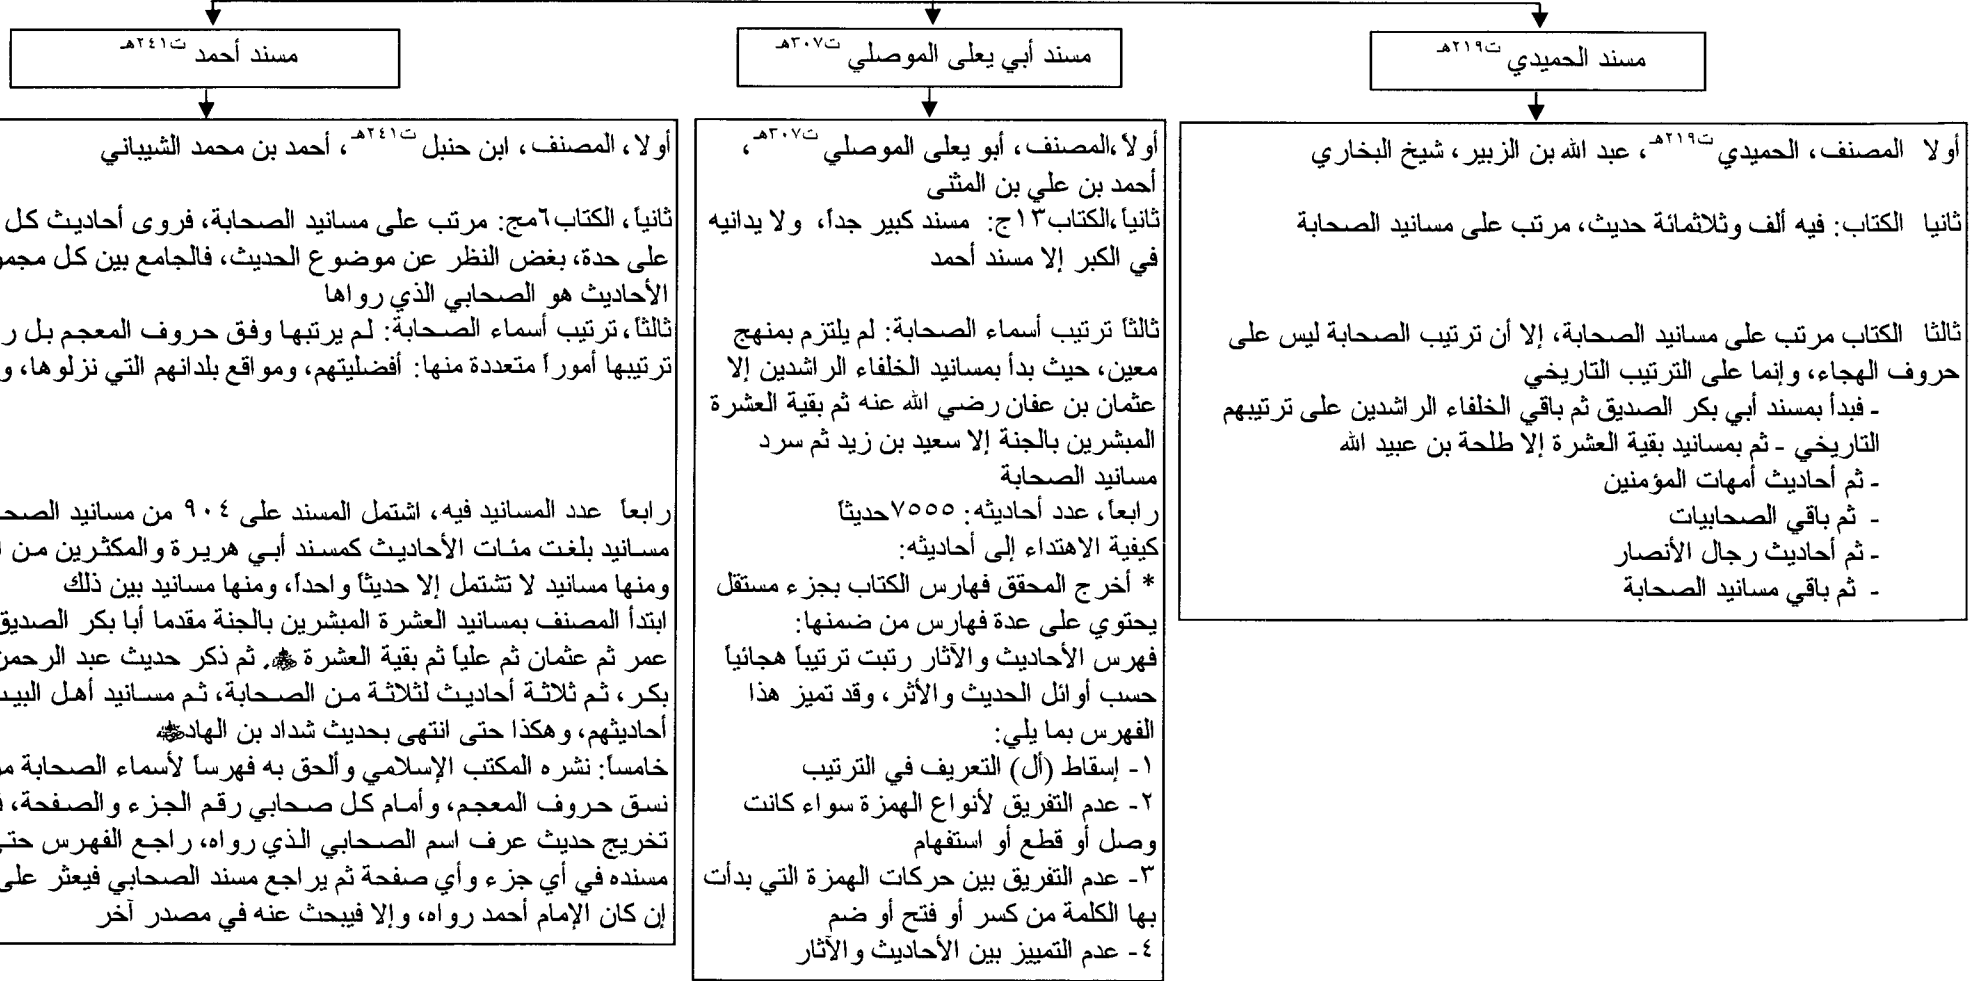 مسند الحميدي ت٢١٩هـ
مسند أبي يعلى الموصلي ت٣٠٧هـ
مسند أحمد ت٢٤١هـ
أولا المصنف، الحميدي ت٢١٩هـ، عبد الله بن الزبير، شيخ البخاري
ثانيا الكتاب: فيه ألف وثلاثمائة حديث، مرتب على مسانيد الصحابة
ثالثا الكتاب مرتب على مسانيد الصحابة، إلا أن ترتيب الصحابة ليس على
حروف الهجاء، وإنما على الترتيب التاريخي
- فبدأ بمسند أبي بكر الصديق ثم باقي الخلفاء الراشدين على ترتيبهم
التاريخي - ثم بمسانيد بقية العشرة إلا طلحة بن عبيد الله
- ثم أحاديث أمهات المؤمنين
- ثم باقي الصحابيات
- ثم أحاديث رجال الأنصار
- ثم باقي مسانيد الصحابة
أولاً،المصنف، أبو يعلى الموصلي ت٣٠٧هـ،
أحمد بن علي بن المثنى
ثانياً،الكتاب١٣ج: مسند كبير جداً، ولا يدانيه
في الكبر إلا مسند أحمد
ثالثاً ترتيب أسماء الصحابة: لم يلتزم بمنهج
معين، حيث بدأ بمسانيد الخلفاء الراشدين إلا
عثمان بن عفان رضي الله عنه ثم بقية العشرة
المبشرين بالجنة إلا سعيد بن زيد ثم سرد
مسانيد الصحابة
رابعاً، عدد أحاديثه: ٧٥٥٥حديثاً
كيفية الاهتداء إلى أحاديثه:
* أخرج المحقق فهارس الكتاب بجزء مستقل
يحتوي على عدة فهارس من ضمنها:
فهرس الأحاديث والآثار رتبت ترتيباً هجائياً
حسب أوائل الحديث والأثر، وقد تميز هذا
الفهرس بما يلي:
١- إسقاط (أل) التعريف في الترتيب
٢- عدم التفريق لأنواع الهمزة سواء كانت
وصل أو قطع أو استفهام
٣- عدم التفريق بين حركات الهمزة التي بدأت
بها الكلمة من كسر أو فتح أو ضم
٤- عدم التمييز بين الأحاديث والآثار
أولا، المصنف، ابن حنبل ت٢٤١هـ، أحمد بن محمد الشيباني
ثانياً، الكتاب٦مج: مرتب على مسانيد الصحابة، فروى أحاديث كل
على حدة، بغض النظر عن موضوع الحديث، فالجامع بين كل
الأحاديث هو الصحابي الذي رواها
ثالثاً، ترتيب أسماء الصحابة: لم يرتبها وفق حروف المعجم بل
ترتيبها أموراً متعددة منها: أفضليتهم، ومواقع بلدانهم التي نزلوها،
رابعاً عدد المسانيد فيه، اشتمل المسند على ٩٠٤ من مسانيد
مسانيد بلغت مئات الأحاديث كمسند أبي هريرة والمكثرين من
ومنها مسانيد لا تشتمل إلا حديثاً واحداً، ومنها مسانيد بين ذلك
ابتدأ المصنف بمسانيد العشرة المبشرين بالجنة مقدما أبا بكر الصديق
عمر ثم عثمان ثم علياً ثم بقية العشرة ﷺ. ثم ذكر حديث عبد الرحمن
بكر، ثم ثلاثة أحاديث لثلاثة من الصحابة، ثم مسانيد أهل
أحاديثهم، وهكذا حتى انتهى بحديث شداد بن الهاد
خامساً: نشره المكتب الإسلامي وألحق به فهرساً لأسماء الصحابة
نسق حروف المعجم، وأمام كل صحابي رقم الجزء والصفحة،
تخريج حديث عرف اسم الصحابي الذي رواه، راجع الفهرس
مسنده في أي جزء وأي صفحة ثم يراجع مسند الصحابي فيعثر على
إن كان الإمام أحمد رواه، وإلا فيبحث عنه في مصدر آخر